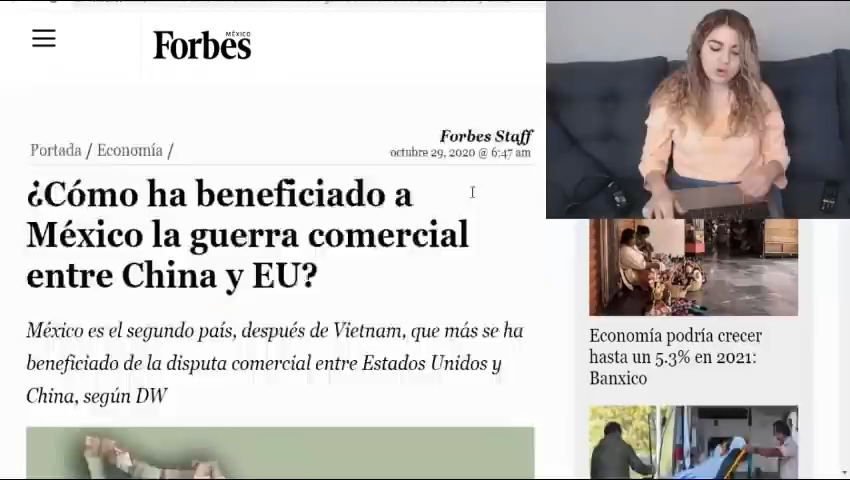 MÉXICO
Forbes
Forbes Staff
Portada / Economía /
octubre 29, 2020 @ 6:47 am
¿Cómo ha beneficiado a
México la guerra comercial
entre China y EU?
México es el segundo país, después de Vietnam, que más se ha
beneficiado de la disputa comercial entre Estados Unidos y
China, según DW
Economía podría crecer
hasta un 5.3% en 2021:
Banxico